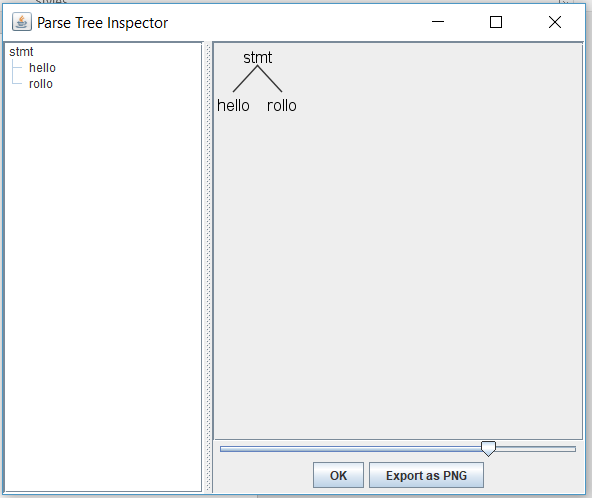 Parse Tree Inspector
stmt
hello
rollo
stmt
hello rollo
OK Export as PNG